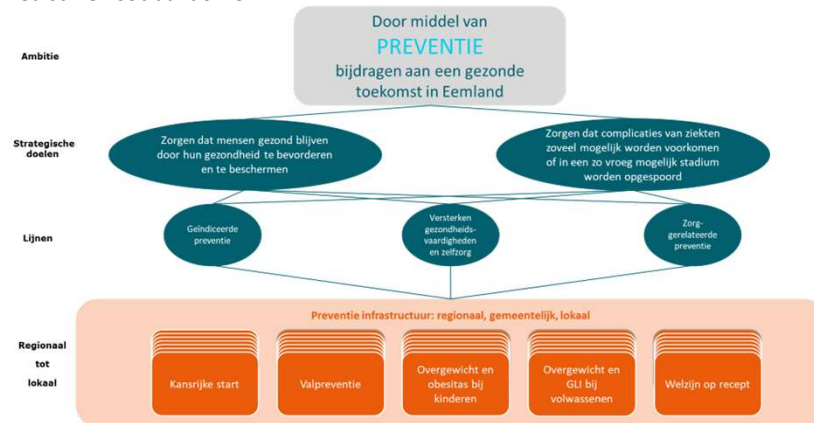 Door middel van
PREVENTIE
bijdragen aan een gezonde
toekomst in Eemland
Ambitie
Strategische
doelen
Zorgen dat mensen gezond blijven
door hun gezondheid te bevorderen
en te beschermen
Zorgen dat complicaties van ziekten
zoveel mogelijk worden voorkomen
of in een zo vroeg mogelijk stadium
worden opgespoord
Lijnen
Geïndiceerde
preventie
Versterken
gezondheids-
vaardigheden
en zelfzorg
Zorg-
gerelateerde
preventie
Regionaal
tot
lokaal
Preventie infrastructuur: regionaal, gemeentelijk, lokaal
Kansrijke start
Valpreventie
Overgewicht en
obesitas bij
kinderen
Overgewicht en
GLI bij
volwassenen
Welzijn op recept